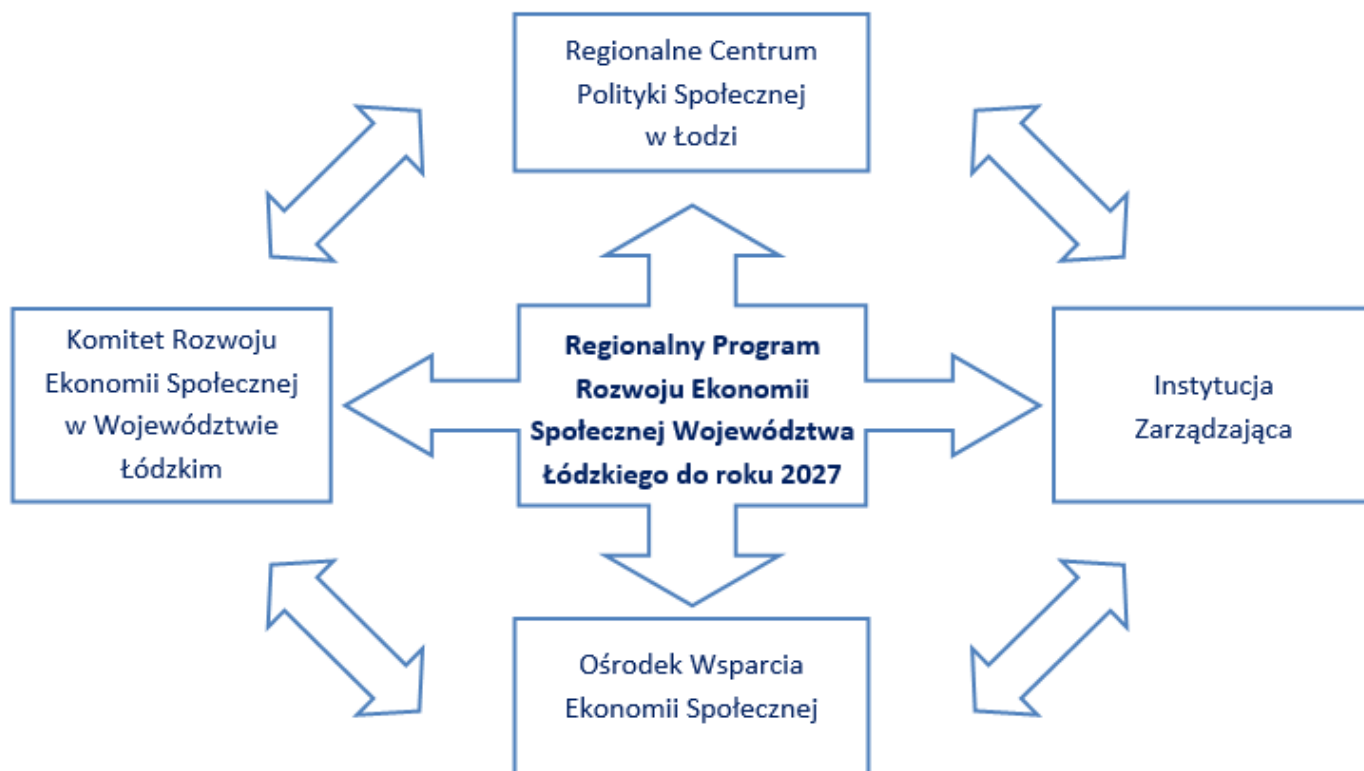 Regionalne Centrum
Polityki Społecznej
w Łodzi
Komitet Rozwoju
Ekonomii Społecznej
w Województwie
Łódzkim
Regionalny Program
Rozwoju Ekonomii
Społecznej Województwa
Łódzkiego do roku 2027
Instytucja
Zarządzająca
Ośrodek Wsparcia
Ekonomii Społecznej